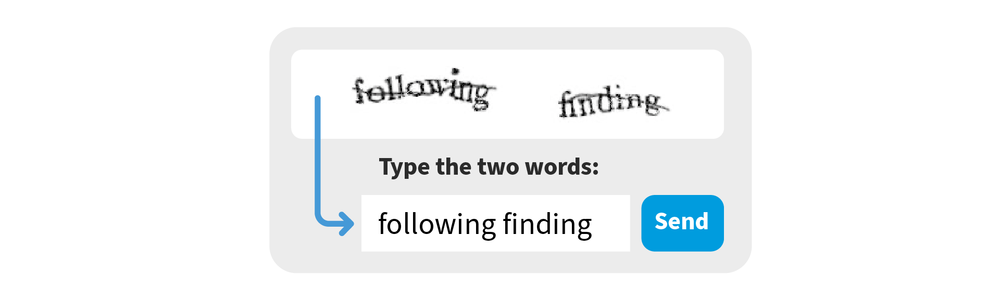 following finding
Type the two words:
following finding Send